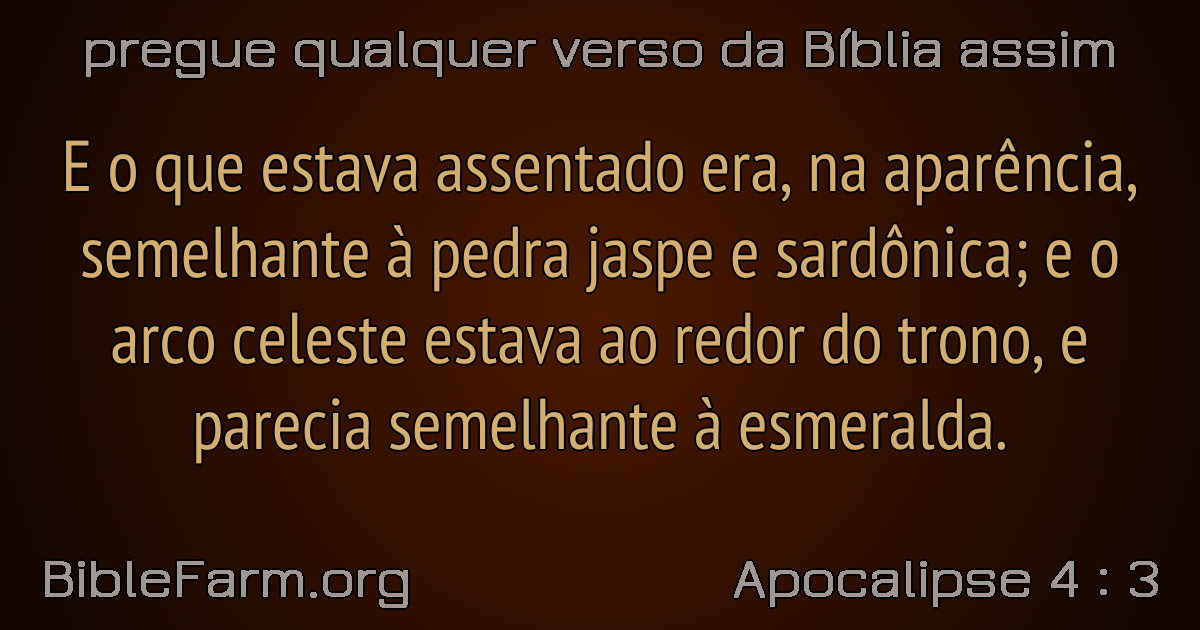 pregue qualquer verso da Bíblia assim
E o que estava assentado era, na aparência,
semelhante à pedra jaspe e sardônica; e o
arco celeste estava ao redor do trono, e
parecia semelhante à esmeralda.
BibleFarm.org
Apocalipse 4 : 3